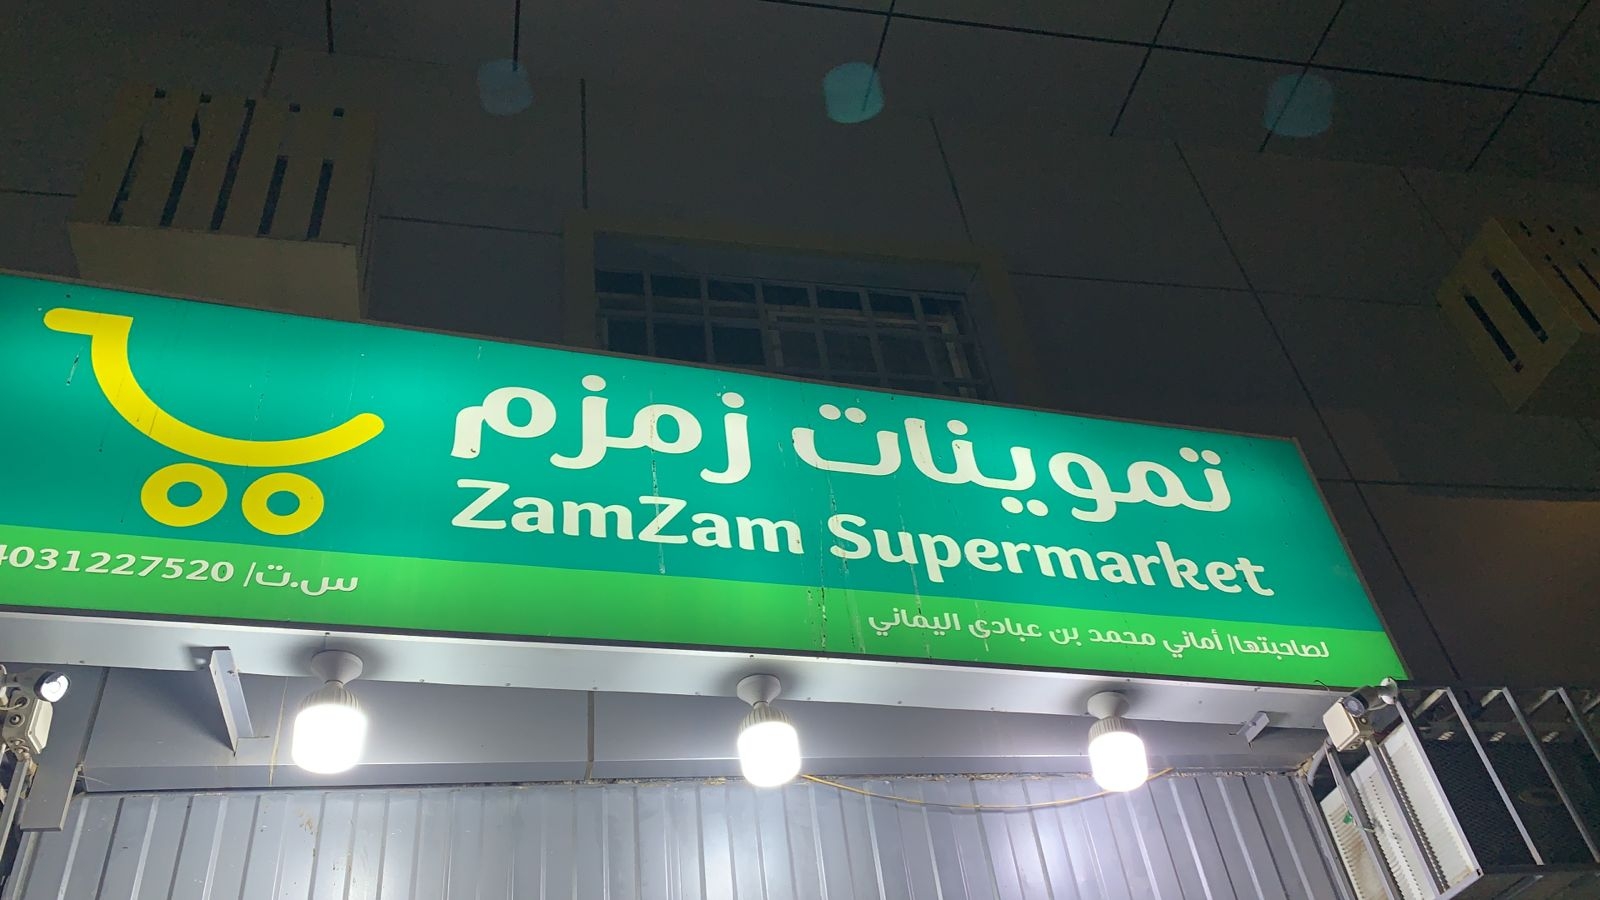 تموينات زمزم
ZamZam Supermarket
لصاحبتها/ أماني محمد بن عبادي اليماني
س.ت/ 4031227520